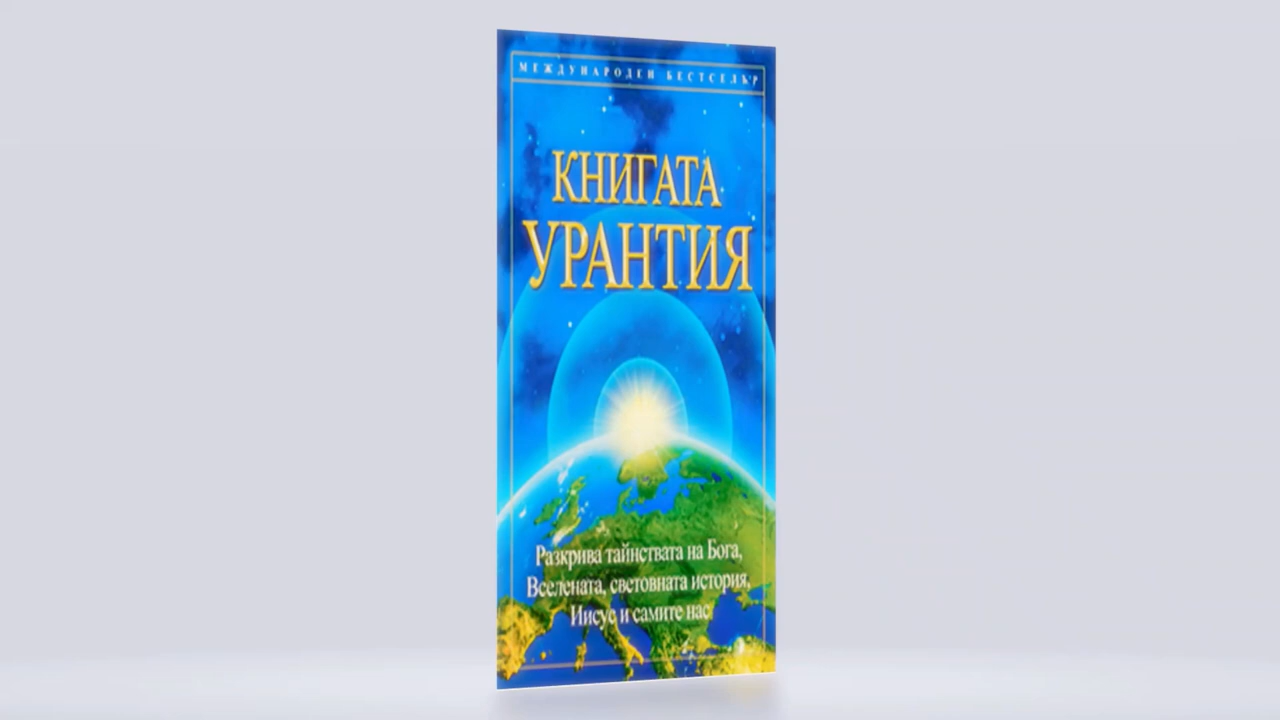 МЕЖДУНАРОДЕН БЕСТСЕЛЪР
КНИГАТА
УРАНТИЯ
Разкрива тайнствата на Бога,
Вселената, световната история,
Иисус и самите нас